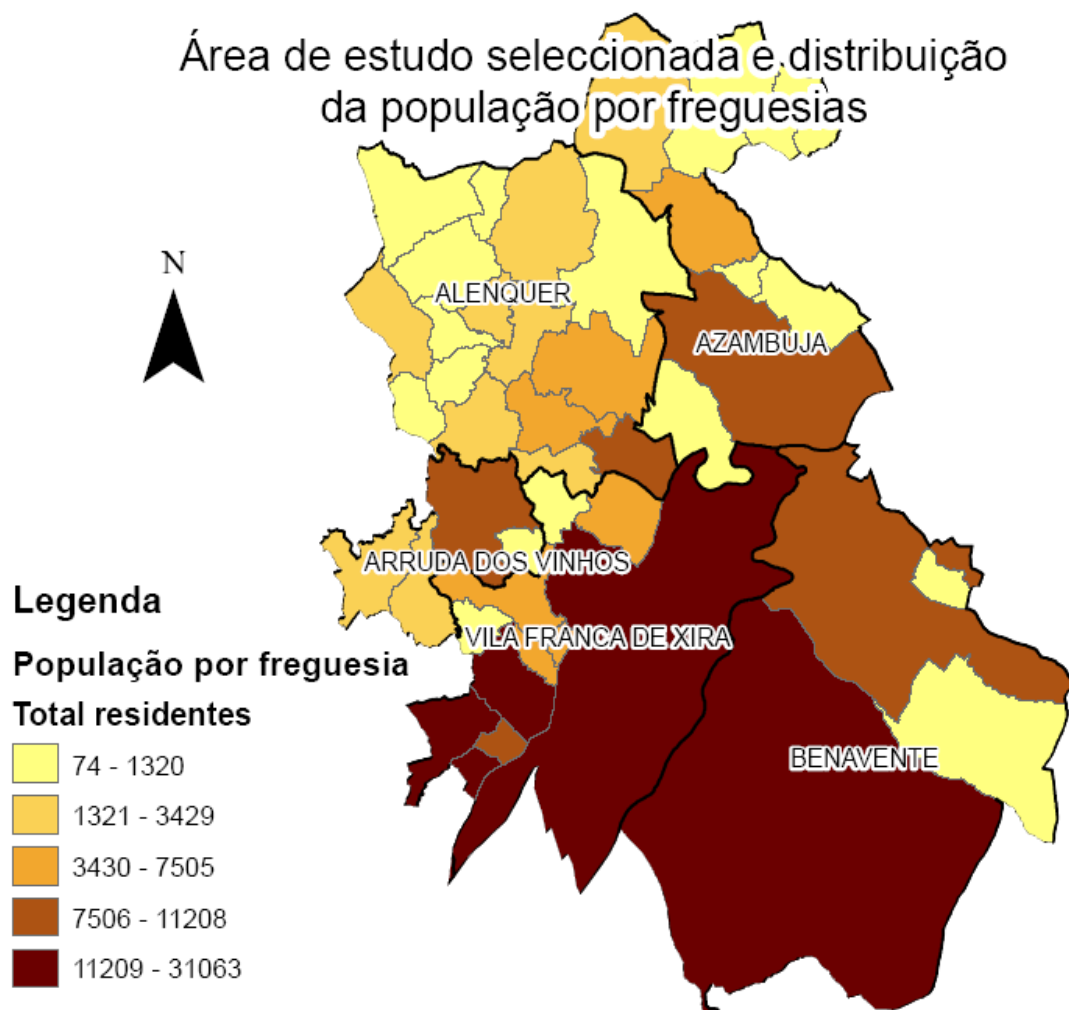 Área de estudo seleccionada e distribuição
da população por freguesias
N
ALENQUER
AZAMBUJA
ARRUDA DOS VINHOS
VILA FRANCA DE XIRA
BENAVENTE
Legenda
População por freguesia
Total residentes
74 - 1320
1321 - 3429
3430 - 7505
7506 - 11208
11209 - 31063